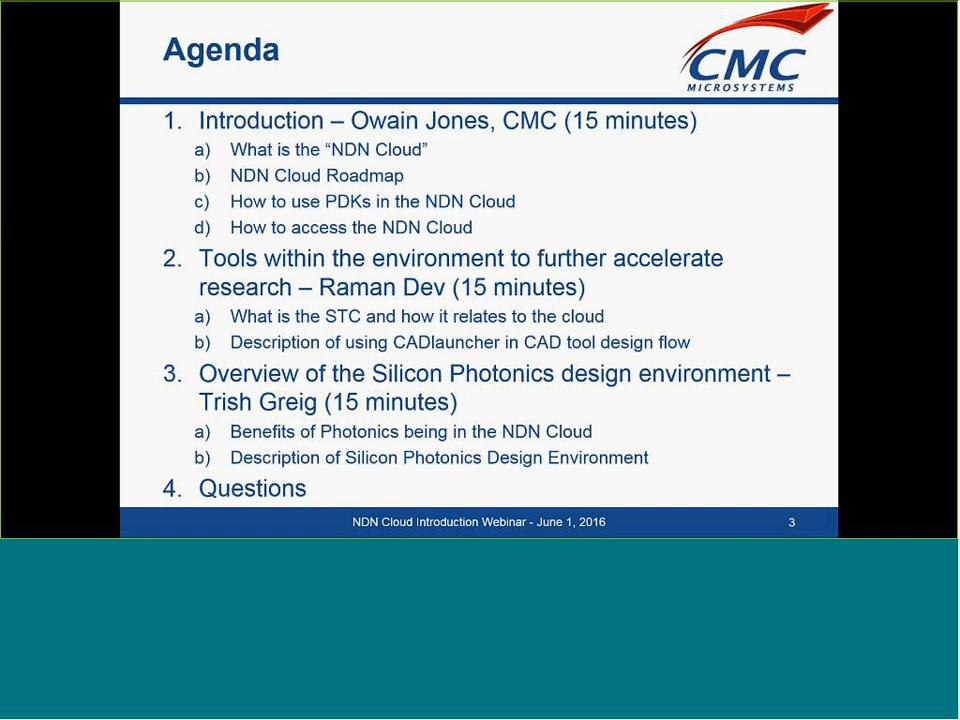 Agenda
CMC
MICROSYSTEMS
1. Introduction – Owain Jones, CMC (15 minutes)
a) What is the “NDN Cloud”
b) NDN Cloud Roadmap
c) How to use PDKs in the NDN Cloud
d) How to access the NDN Cloud
2. Tools within the environment to further accelerate
research – Raman Dev (15 minutes)
a) What is the STC and how it relates to the cloud
b) Description of using CADlauncher in CAD tool design flow
3. Overview of the Silicon Photonics design environment –
Trish Greig (15 minutes)
a) Benefits of Photonics being in the NDN Cloud
b) Description of Silicon Photonics Design Environment
4. Questions
NDN Cloud Introduction Webinar - June 1, 2016 3